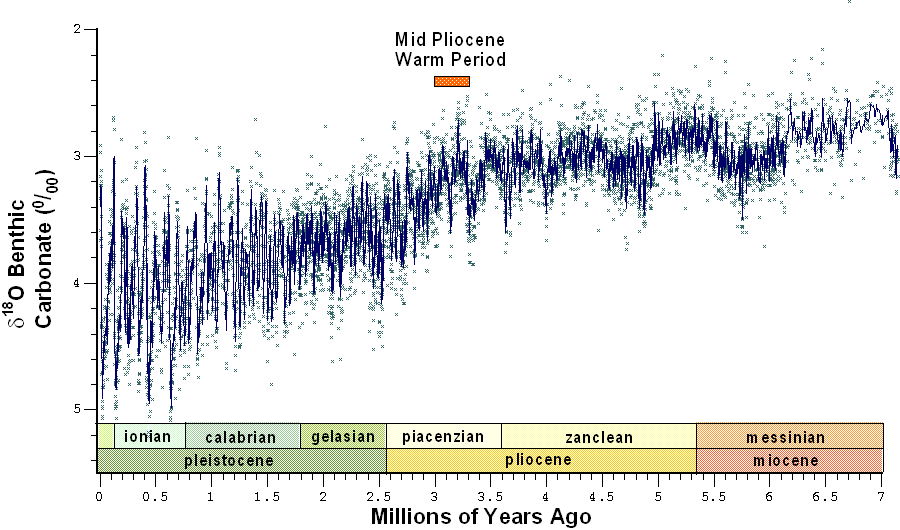 2
Mid Pliocene
Warm Period
3
4
5
δ18O Benthic
Carbonate (0/00)
ionian
calabrian
gelasian
piacenzian
zanclean
messinian
pleistocene
pliocene
miocene
0 0.5 1 1.5 2 2.5 3 3.5 4 4.5 5 5.5 6 6.5 7
Millions of Years Ago